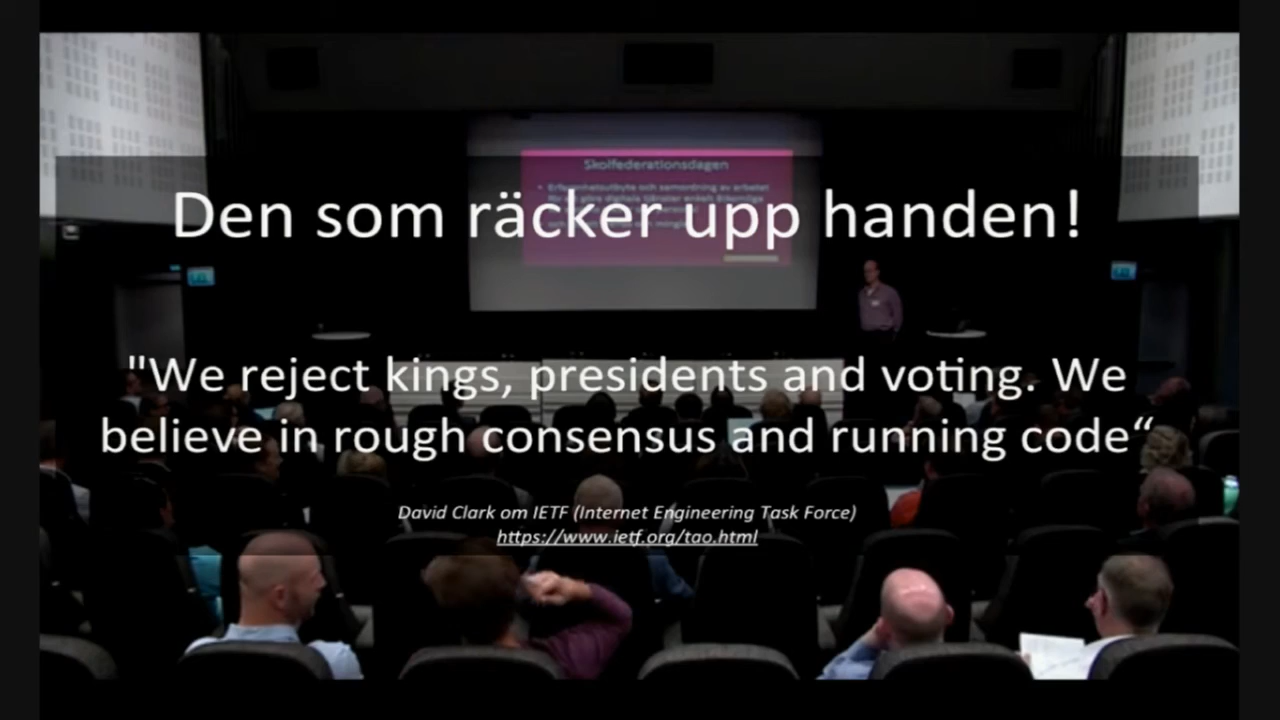 Skolfederationsdagen
Den som räcker upp handen!
"We reject kings, presidents and voting. We
believe in rough consensus and running code“
David Clark om IETF (Internet Engineering Task Force)
https://www.ietf.org/tao.html